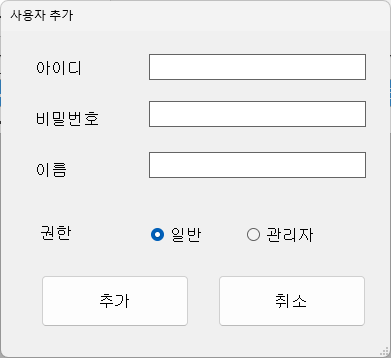 사용자 추가
아이디
비밀번호
이름
권한 일반 관리자
추가 취소